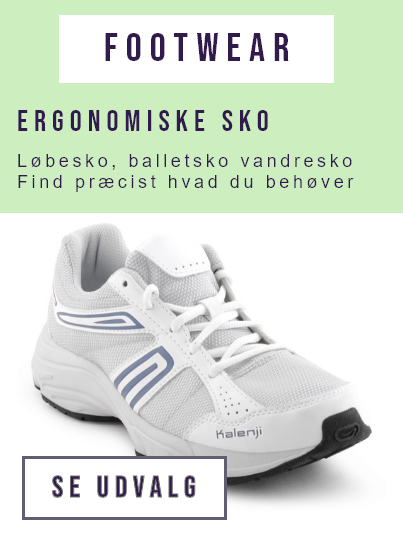 FOOTWEAR
ERGONOMISKE SKO
Løbesko, balletsko vandresko
Find præcist hvad du behøver
Kalenji
SE UDVALG